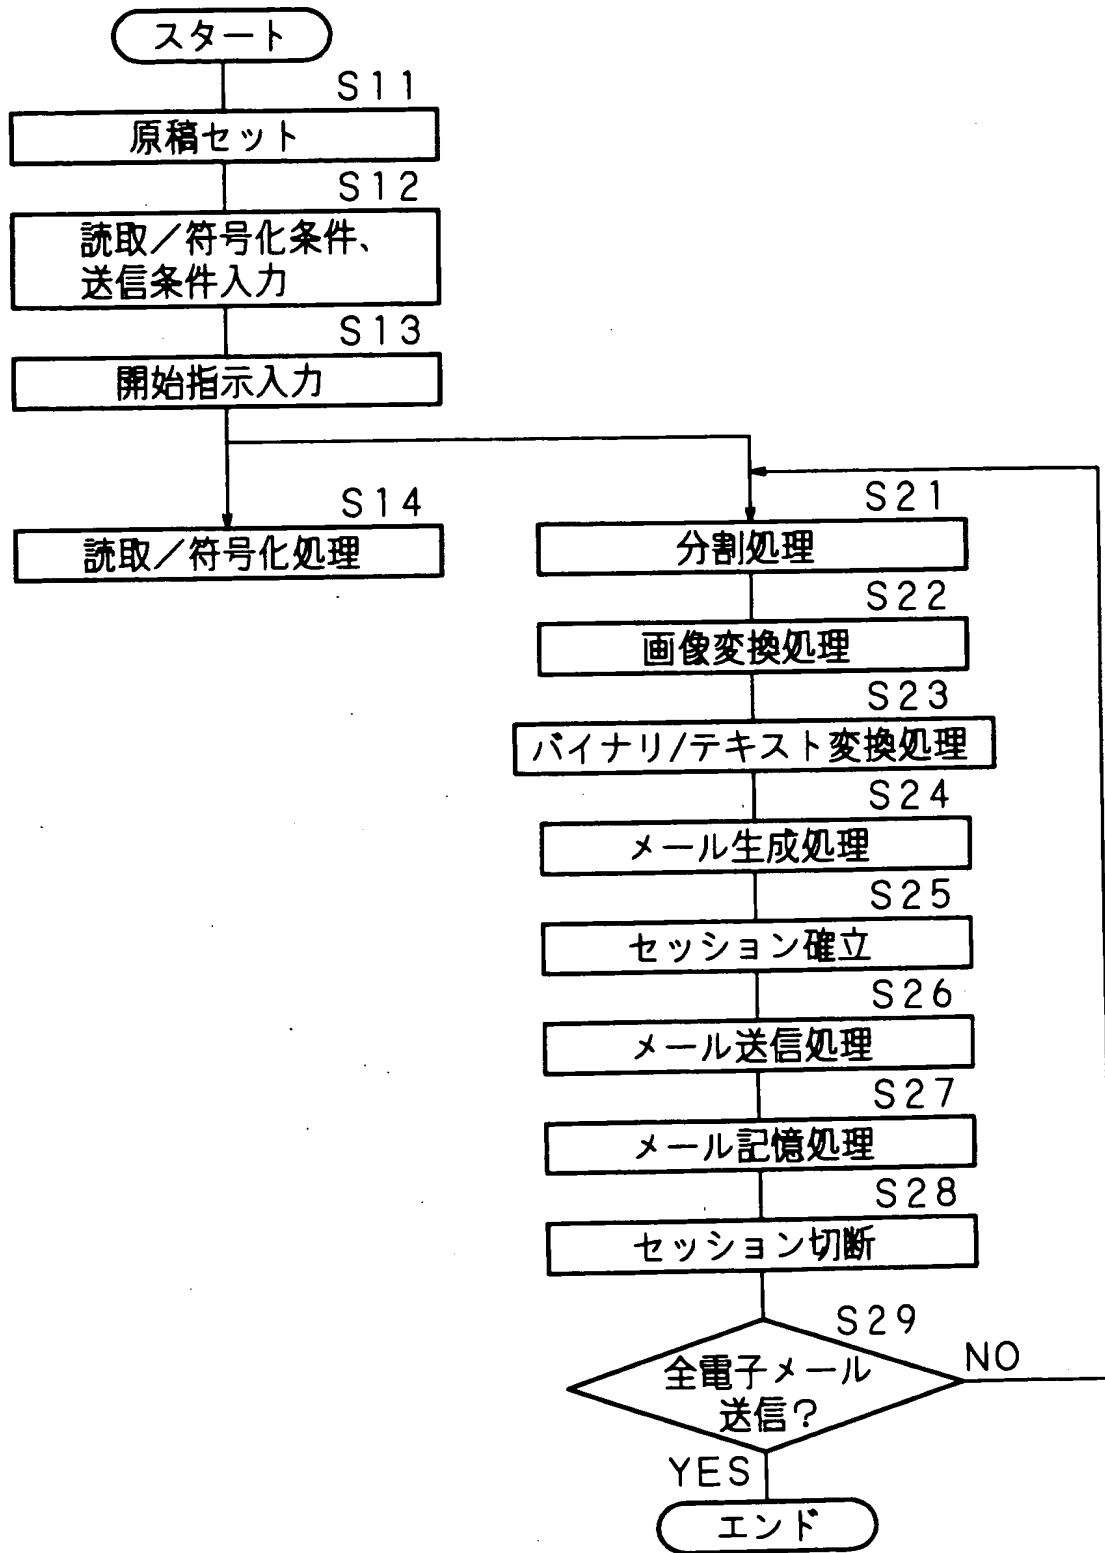 スタート
S11
原稿セット
S12
読取／符号化条件、
送信条件入力
S13
開始指示入力
S14
読取／符号化処理
S21
分割処理
S22
画像変換処理
S23
バイナリ/テキスト変換処理
S24
メール生成処理
S25
セッション確立
S26
メール送信処理
S27
メール記憶処理
S28
セッション切断
S29
全電子メール
送信？
NO
YES
エンド